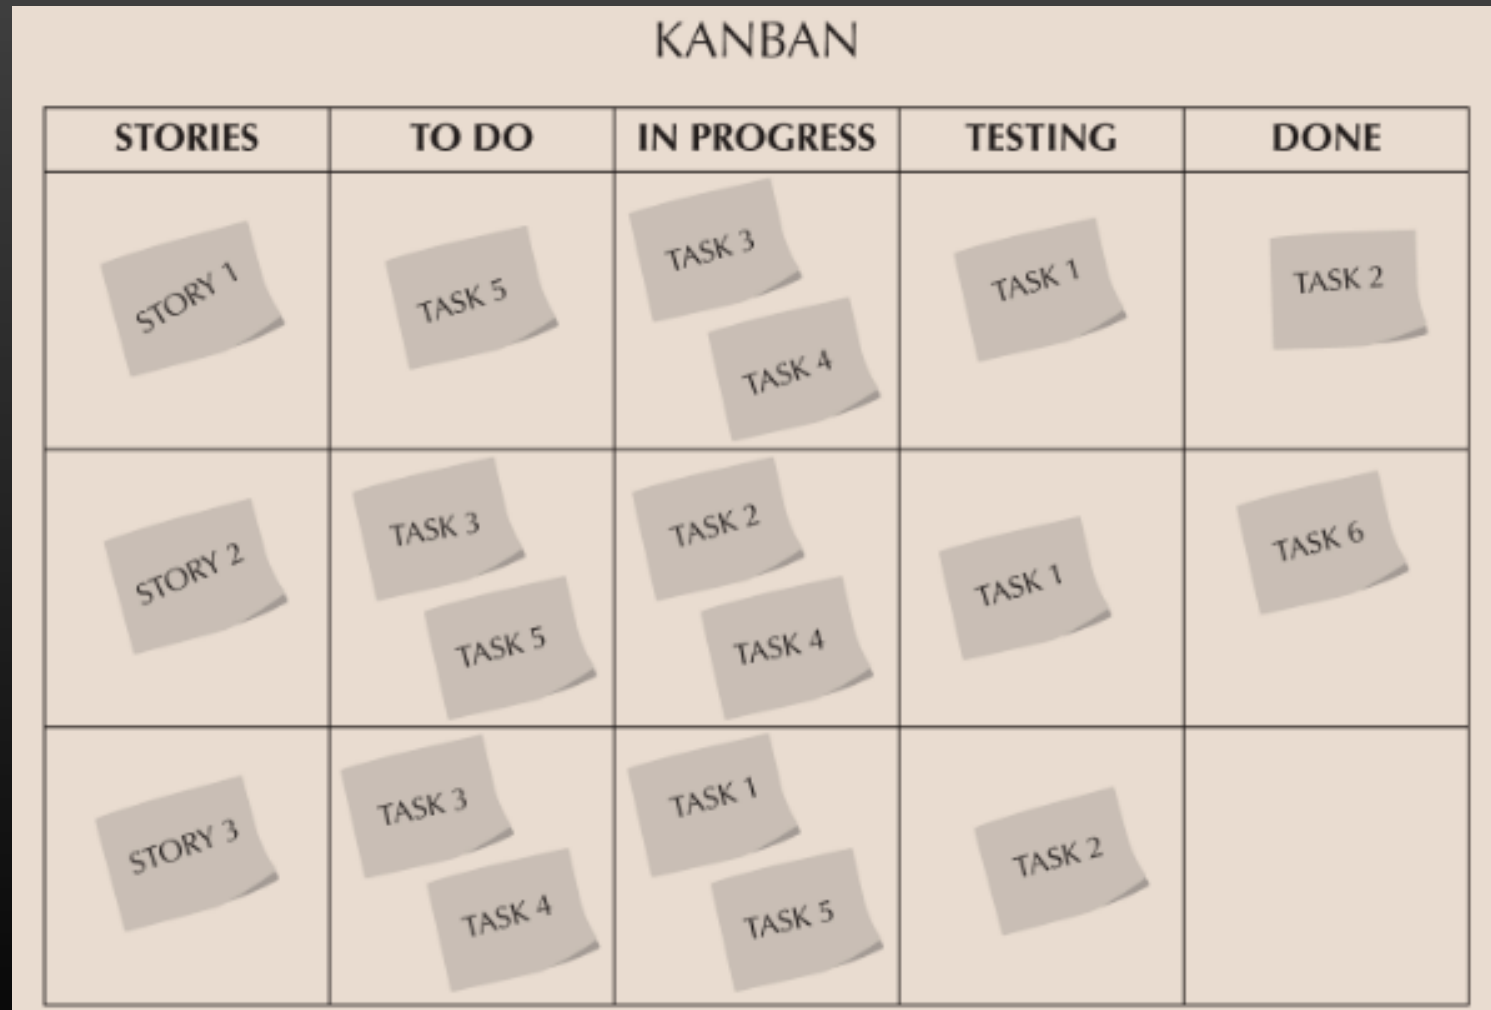 KANBAN
STORIES TO DO IN PROGRESS TESTING DONE
STORY 1
TASK 5
TASK 3
TASK 4
TASK 1
TASK 2
STORY 2
TASK 3
TASK 5
TASK 2
TASK 4
TASK 1
TASK 6
STORY 3
TASK 3
TASK 4
TASK 1
TASK 5
TASK 2